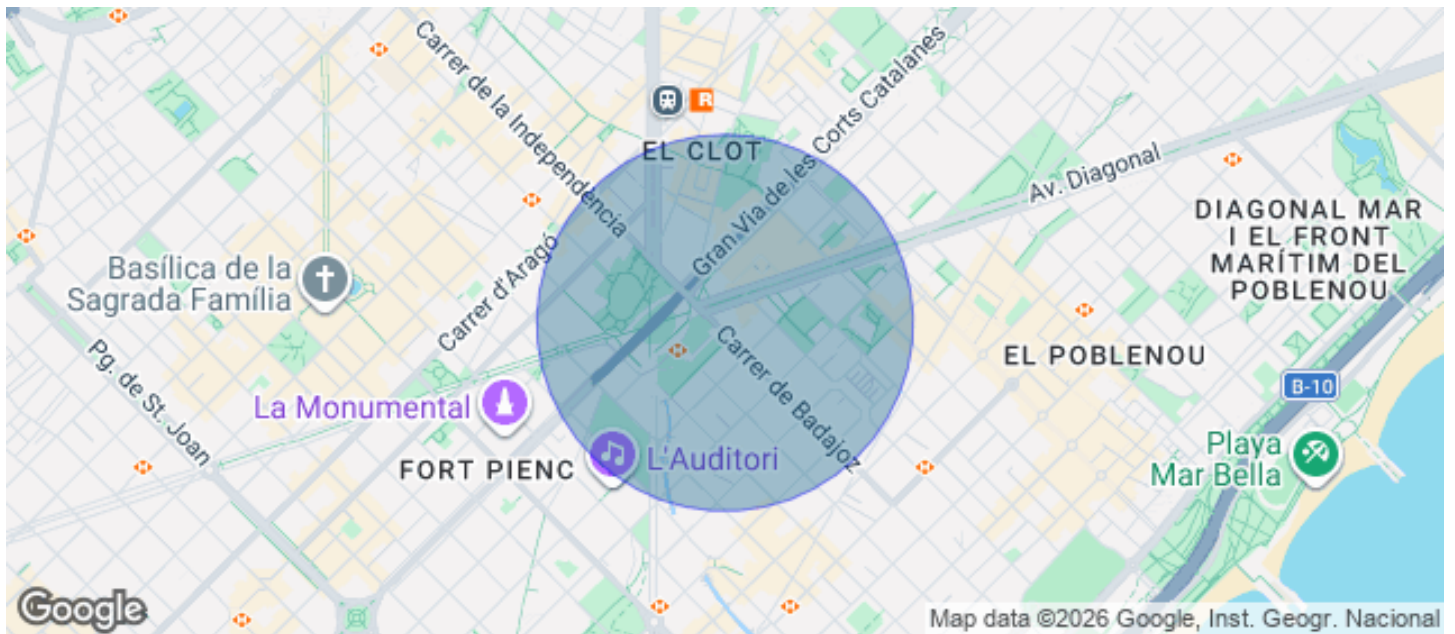 Carrer de la Independència
Gran Via de les Corts Catalanes
R
EL CLOT
Av. Diagonal
DIAGONAL MAR
I EL FRONT
MARÍTIM DEL
POBLENOU
Basílica de la
Sagrada Família
Carrer d'Aragó
Pg. de St. Joan
La Monumental
Carrer de Badajoz
EL POBLENOU
B-10
FORT PIENC
L'Auditori
Playa
Mar Bella
Google
Map data ©2026 Google, Inst. Geogr. Nacional